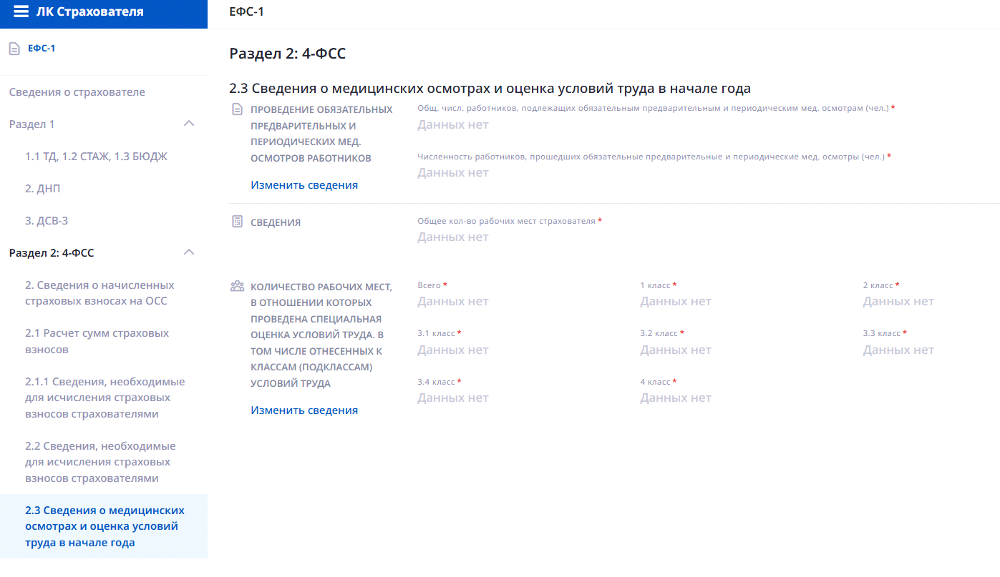 ЛК Страхователя
ЕФС-1
Сведения о страхователе
Раздел 1
1.1 ТД, 1.2 СТАЖ, 1.3 БЮДЖ
2. ДНП
3. ДСВ-3
Раздел 2: 4-ФСС
2. Сведения о начисленных
страховых взносах на ОСС
2.1 Расчет сумм страховых
взносов
2.1.1 Сведения, необходимые
для исчисления страховых
взносов страхователями
2.2 Сведения, необходимые
для исчисления страховых
взносов страхователями
2.3 Сведения о медицинских
осмотрах и оценка условий
труда в начале года
ЕФС-1
Раздел 2: 4-ФСС
2.3 Сведения о медицинских осмотрах и оценка условий труда в начале года
ПРОВЕДЕНИЕ ОБЯЗАТЕЛЬНЫХ
ПРЕДВАРИТЕЛЬНЫХ И
ПЕРИОДИЧЕСКИХ МЕД.
ОСМОТРОВ РАБОТНИКОВ
Изменить сведения
Общ. числ. работников, подлежащих обязательным предварительным и периодическим мед. осмотрам (чел.) *
Данных нет
Численность работников, прошедших обязательные предварительные и периодические мед. осмотры (чел.) *
Данных нет
СВЕДЕНИЯ
Общее кол-во рабочих мест страхователя *
Данных нет
КОЛИЧЕСТВО РАБОЧИХ МЕСТ,
В ОТНОШЕНИИ КОТОРЫХ
ПРОВЕДЕНА СПЕЦИАЛЬНАЯ
ОЦЕНКА УСЛОВИЙ ТРУДА. В
ТОМ ЧИСЛЕ ОТНЕСЕННЫХ К
КЛАССАМ (ПОДКЛАССАМ)
УСЛОВИЙ ТРУДА
Изменить сведения
Всего * 1 класс * 2 класс *
Данных нет Данных нет Данных нет
3.1 класс * 3.2 класс * 3.3 класс *
Данных нет Данных нет Данных нет
3.4 класс * 4 класс *
Данных нет Данных нет